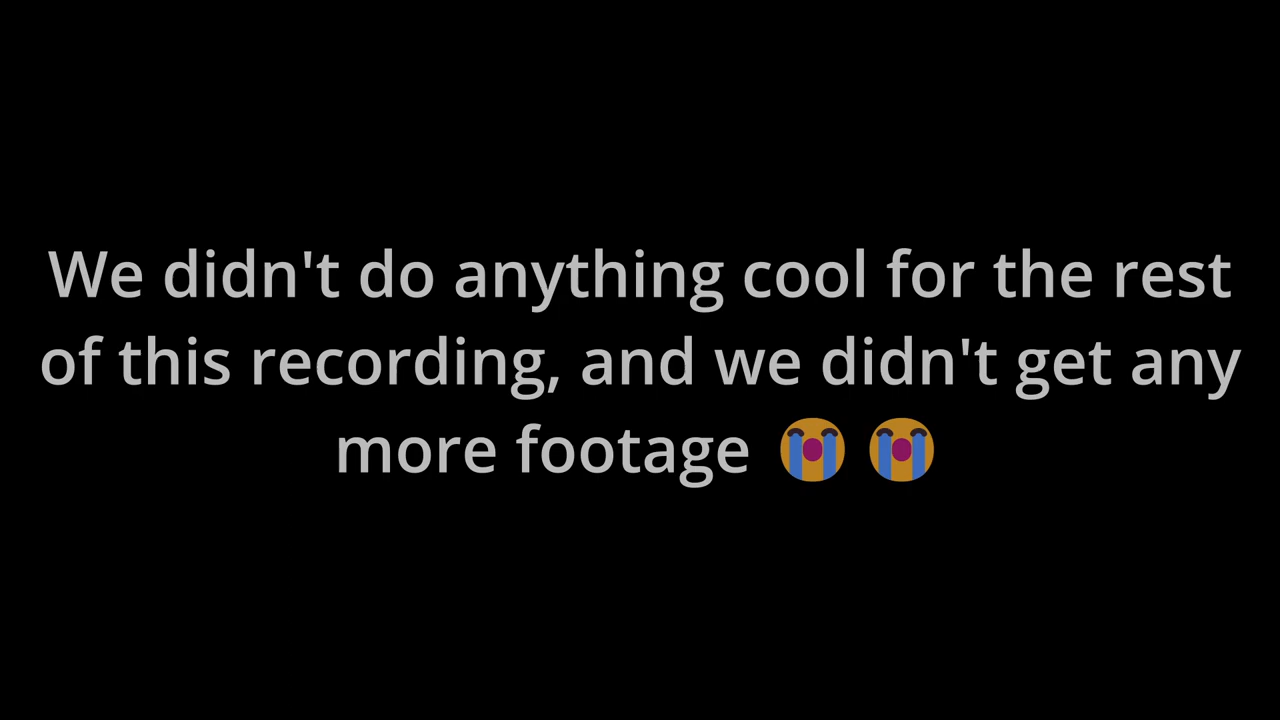 We didn't do anything cool for the rest
of this recording, and we didn't get any
more footage 😭 😭